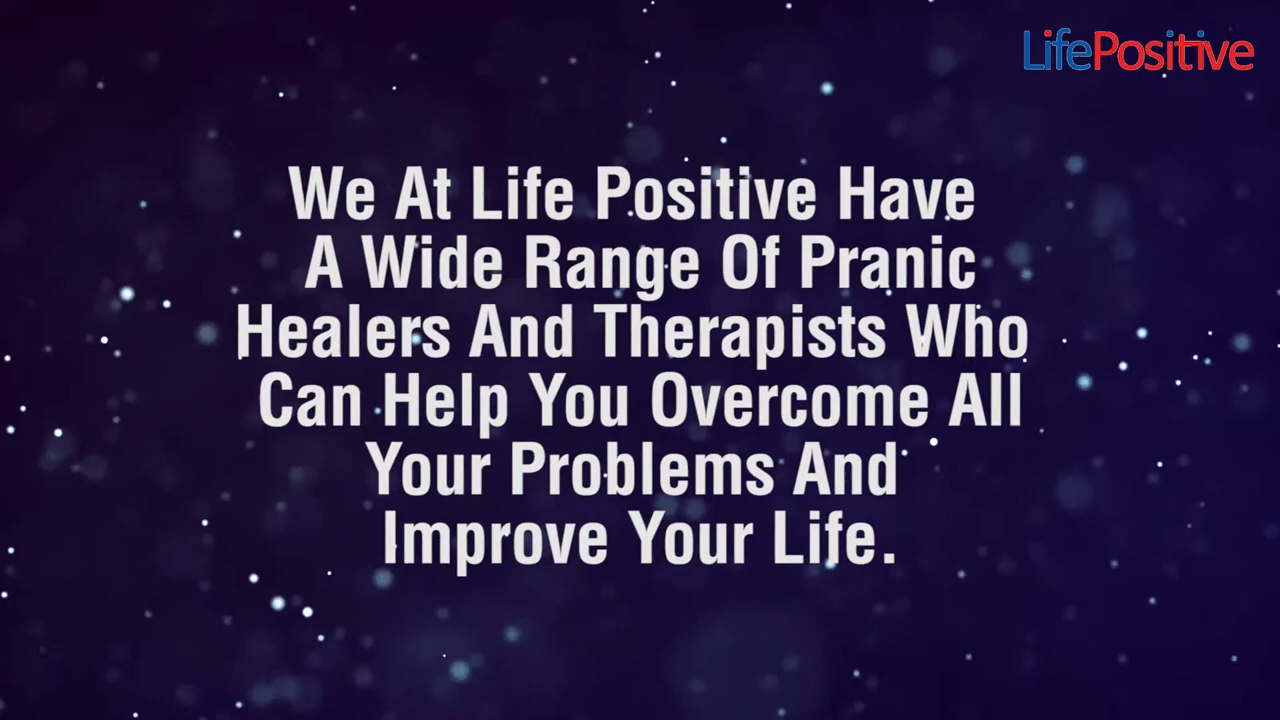 LifePositive
We At Life Positive Have
A Wide Range Of Pranic
Healers And Therapists Who
Can Help You Overcome All
Your Problems And
Improve Your Life.